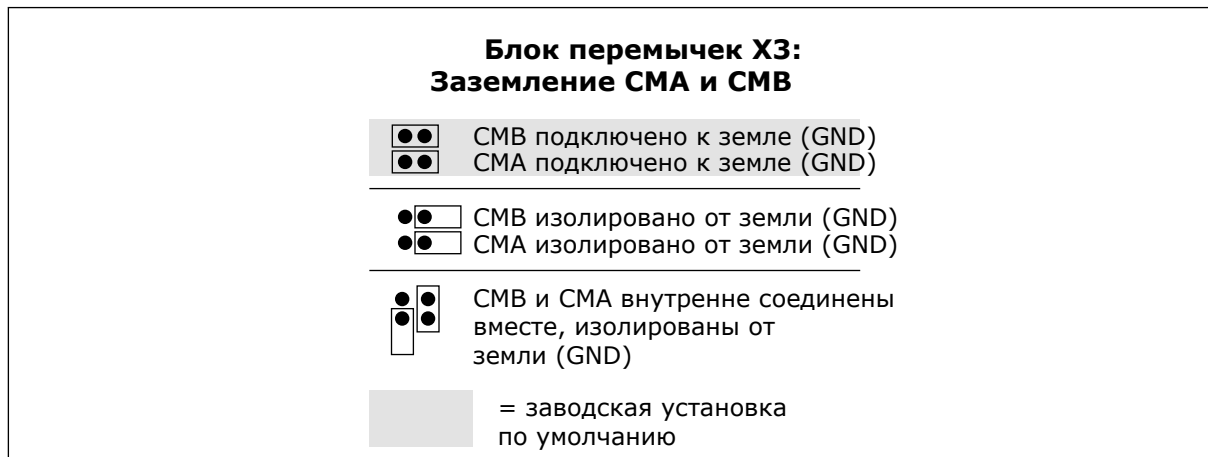 Блок перемычек X3:
Заземление CMA и CMB
CMB подключено к земле (GND)
CMA подключено к земле (GND)
CMB изолировано от земли (GND)
CMA изолировано от земли (GND)
CMB и CMA внутренне соединены
вместе, изолированы от
земли (GND)
= заводская установка
по умолчанию